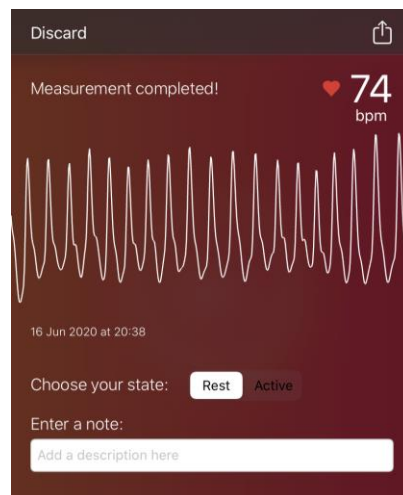 Discard
Measurement completed!
74
bpm
16 Jun 2020 at 20:38
Choose your state: Rest Active
Enter a note:
Add a description here